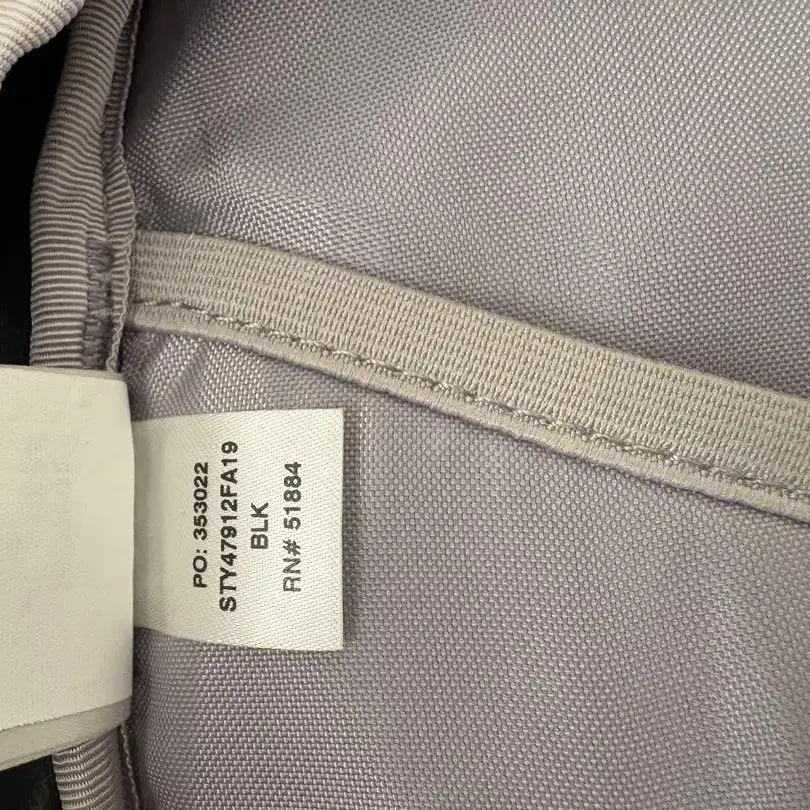 PO: 353022
STY47912FA19
BLK
RN# 51884